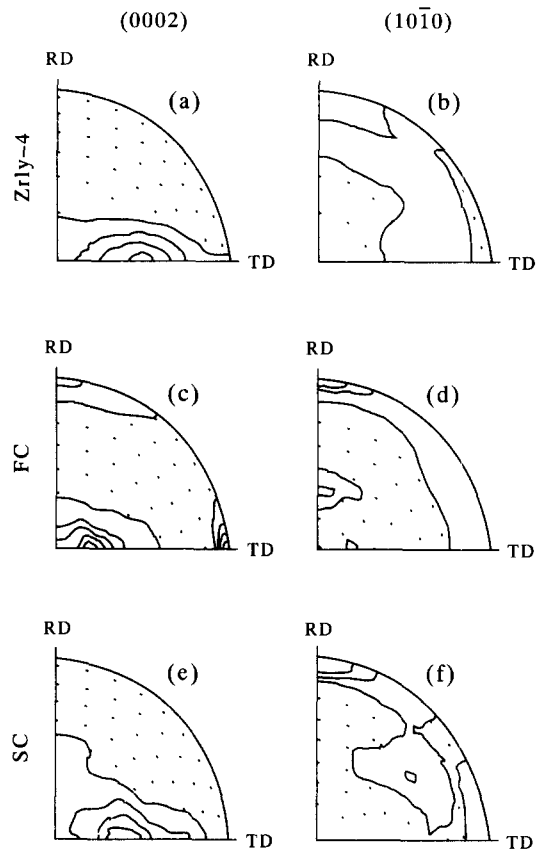 (0002) (101̄0)
RD RD
(a) (b)
Zrly-4
TD TD
RD RD
(c) (d)
FC
TD TD
RD RD
(e) (f)
SC
TD TD